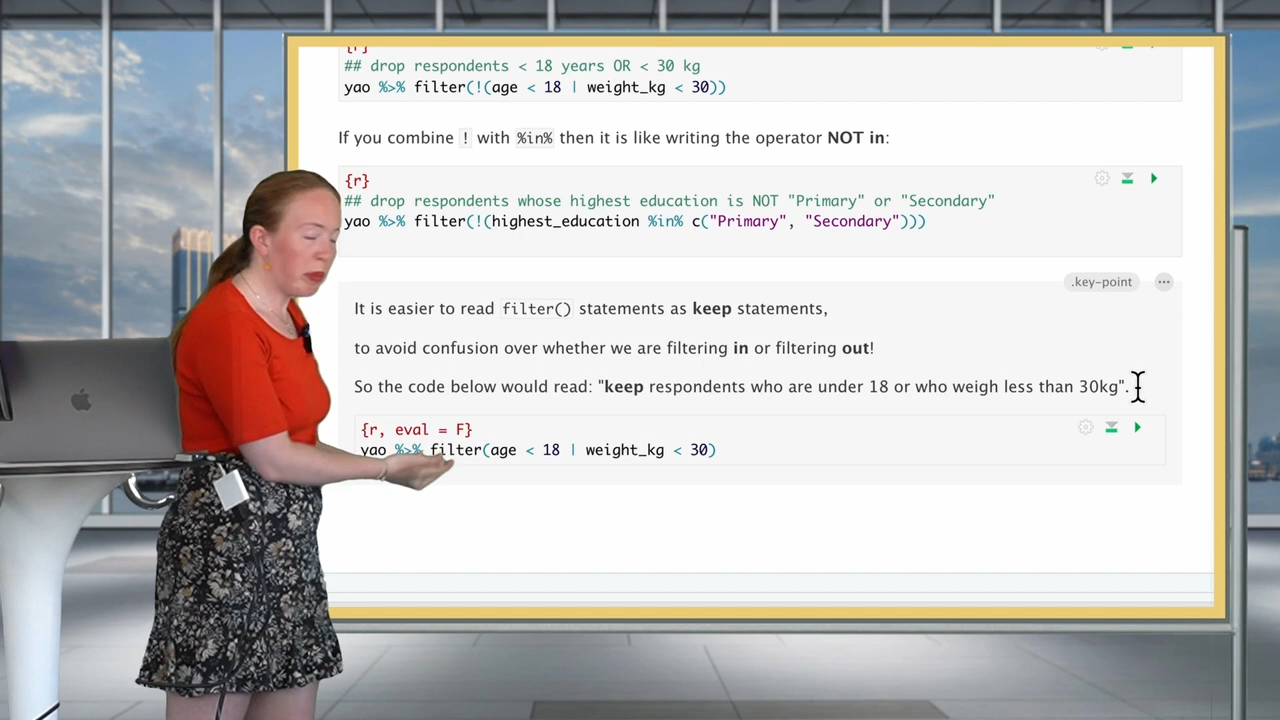 {r}
## drop respondents < 18 years OR < 30 kg
yao %>% filter(!(age < 18 | weight_kg < 30))
If you combine ! with %in% then it is like writing the operator NOT in:
{r}
## drop respondents whose highest education is NOT "Primary" or "Secondary"
yao %>% filter(!(highest_education %in% c("Primary", "Secondary")))
.key-point
It is easier to read filter() statements as keep statements,
to avoid confusion over whether we are filtering in or filtering out!
So the code below would read: "keep respondents who are under 18 or who weigh less than 30kg".
{r, eval = F}
yao %>% filter(age < 18 | weight_kg < 30)